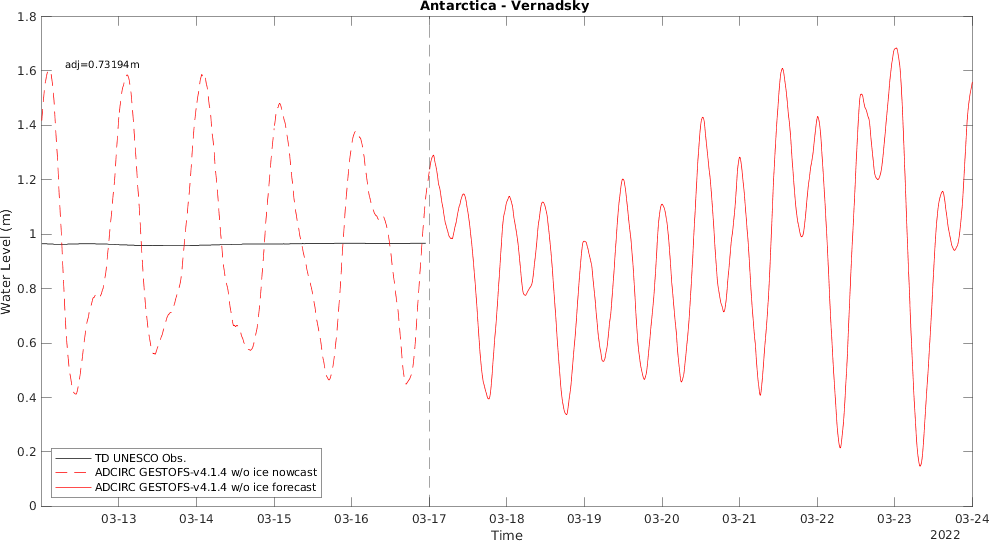 Antarctica - Vernadsky
Water Level (m)
1.8
1.6
1.4
1.2
1
0.8
0.6
0.4
0.2
0
adj=0.73194m
TD UNESCO Obs.
ADCIRC GESTOFS-v4.1.4 w/o ice nowcast
ADCIRC GESTOFS-v4.1.4 w/o ice forecast
03-13 03-14 03-15 03-16 03-17 03-18 03-19 03-20 03-21 03-22 03-23 03-24
Time
2022